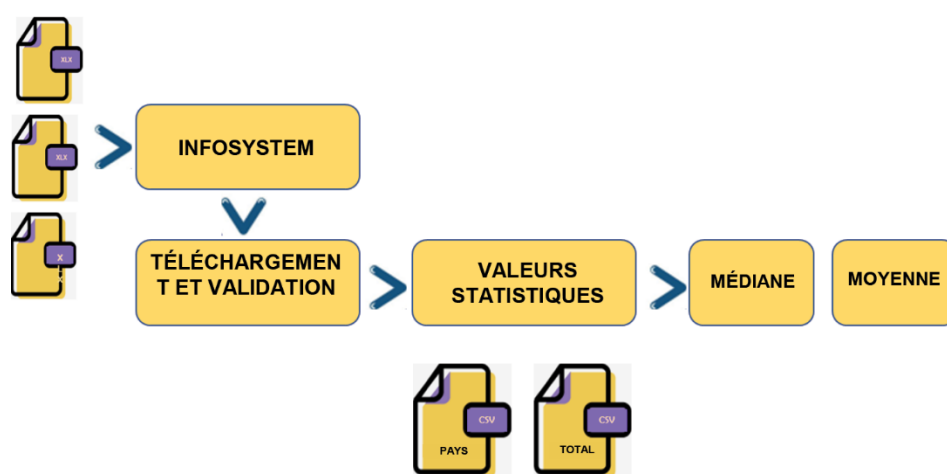 XLX
XLX
X
INFOSYSTEM
TÉLÉCHARGEMEN
T ET VALIDATION
VALEURS
STATISTIQUES
MÉDIANE
MOYENNE
CSV
PAYS
CSV
TOTAL